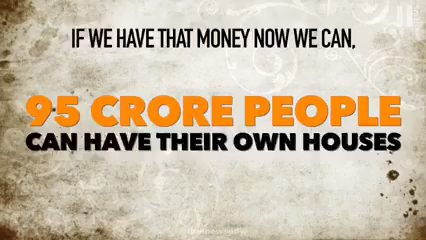 IF WE HAVE THAT MONEY NOW WE CAN,
95 CRORE PEOPLE
CAN HAVE THEIR OWN HOUSES